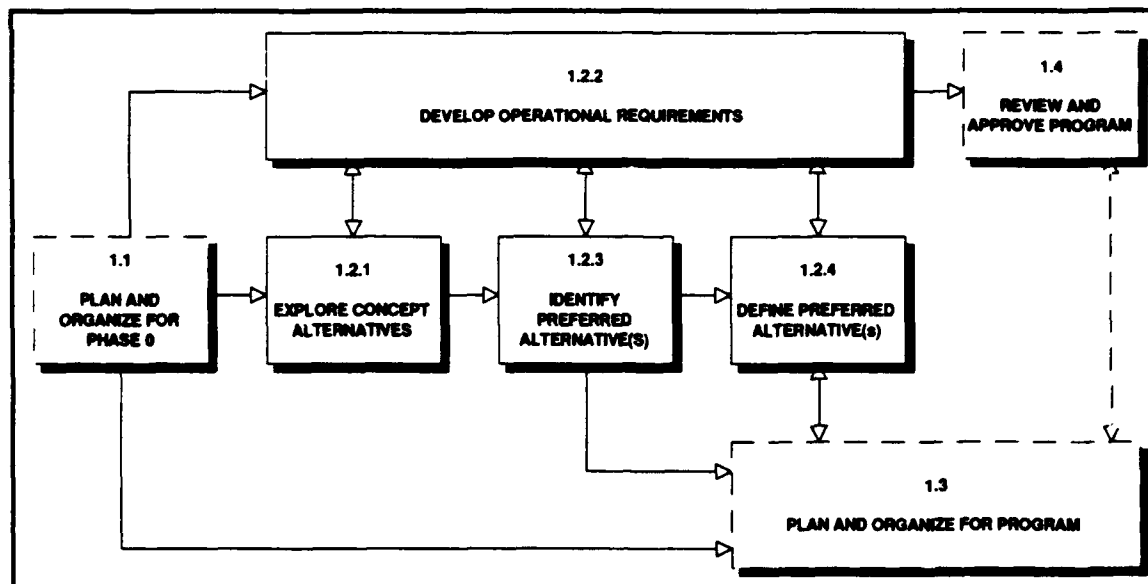 1.2.2
DEVELOP OPERATIONAL REQUIREMENTS
1.4
REVIEW AND
APPROVE PROGRAM
1.1
PLAN AND
ORGANIZE FOR
PHASE 0
1.2.1
EXPLORE CONCEPT
ALTERNATIVES
1.2.3
IDENTIFY
PREFERRED
ALTERNATIVE(S)
1.2.4
DEFINE PREFERRED
ALTERNATIVE(s)
1.3
PLAN AND ORGANIZE FOR PROGRAM